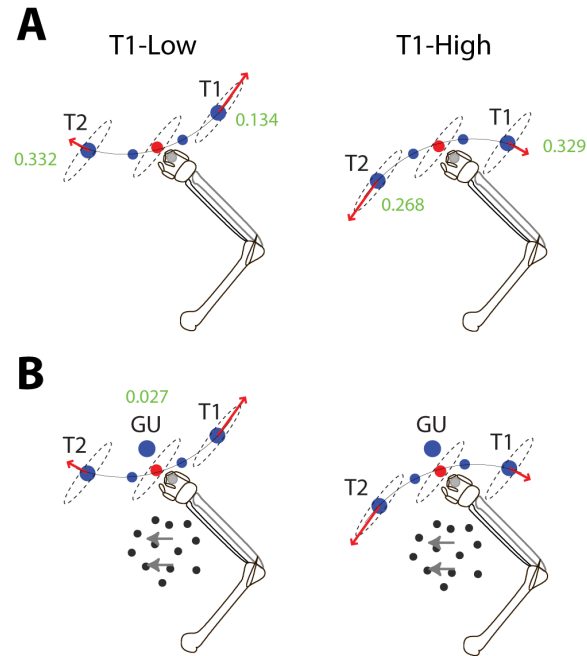 A
T1-Low
T1-High
T2
T1
0.332
0.134
T2
T1
0.329
0.268
B
0.027
GU
T2
T1
GU
T2
T1